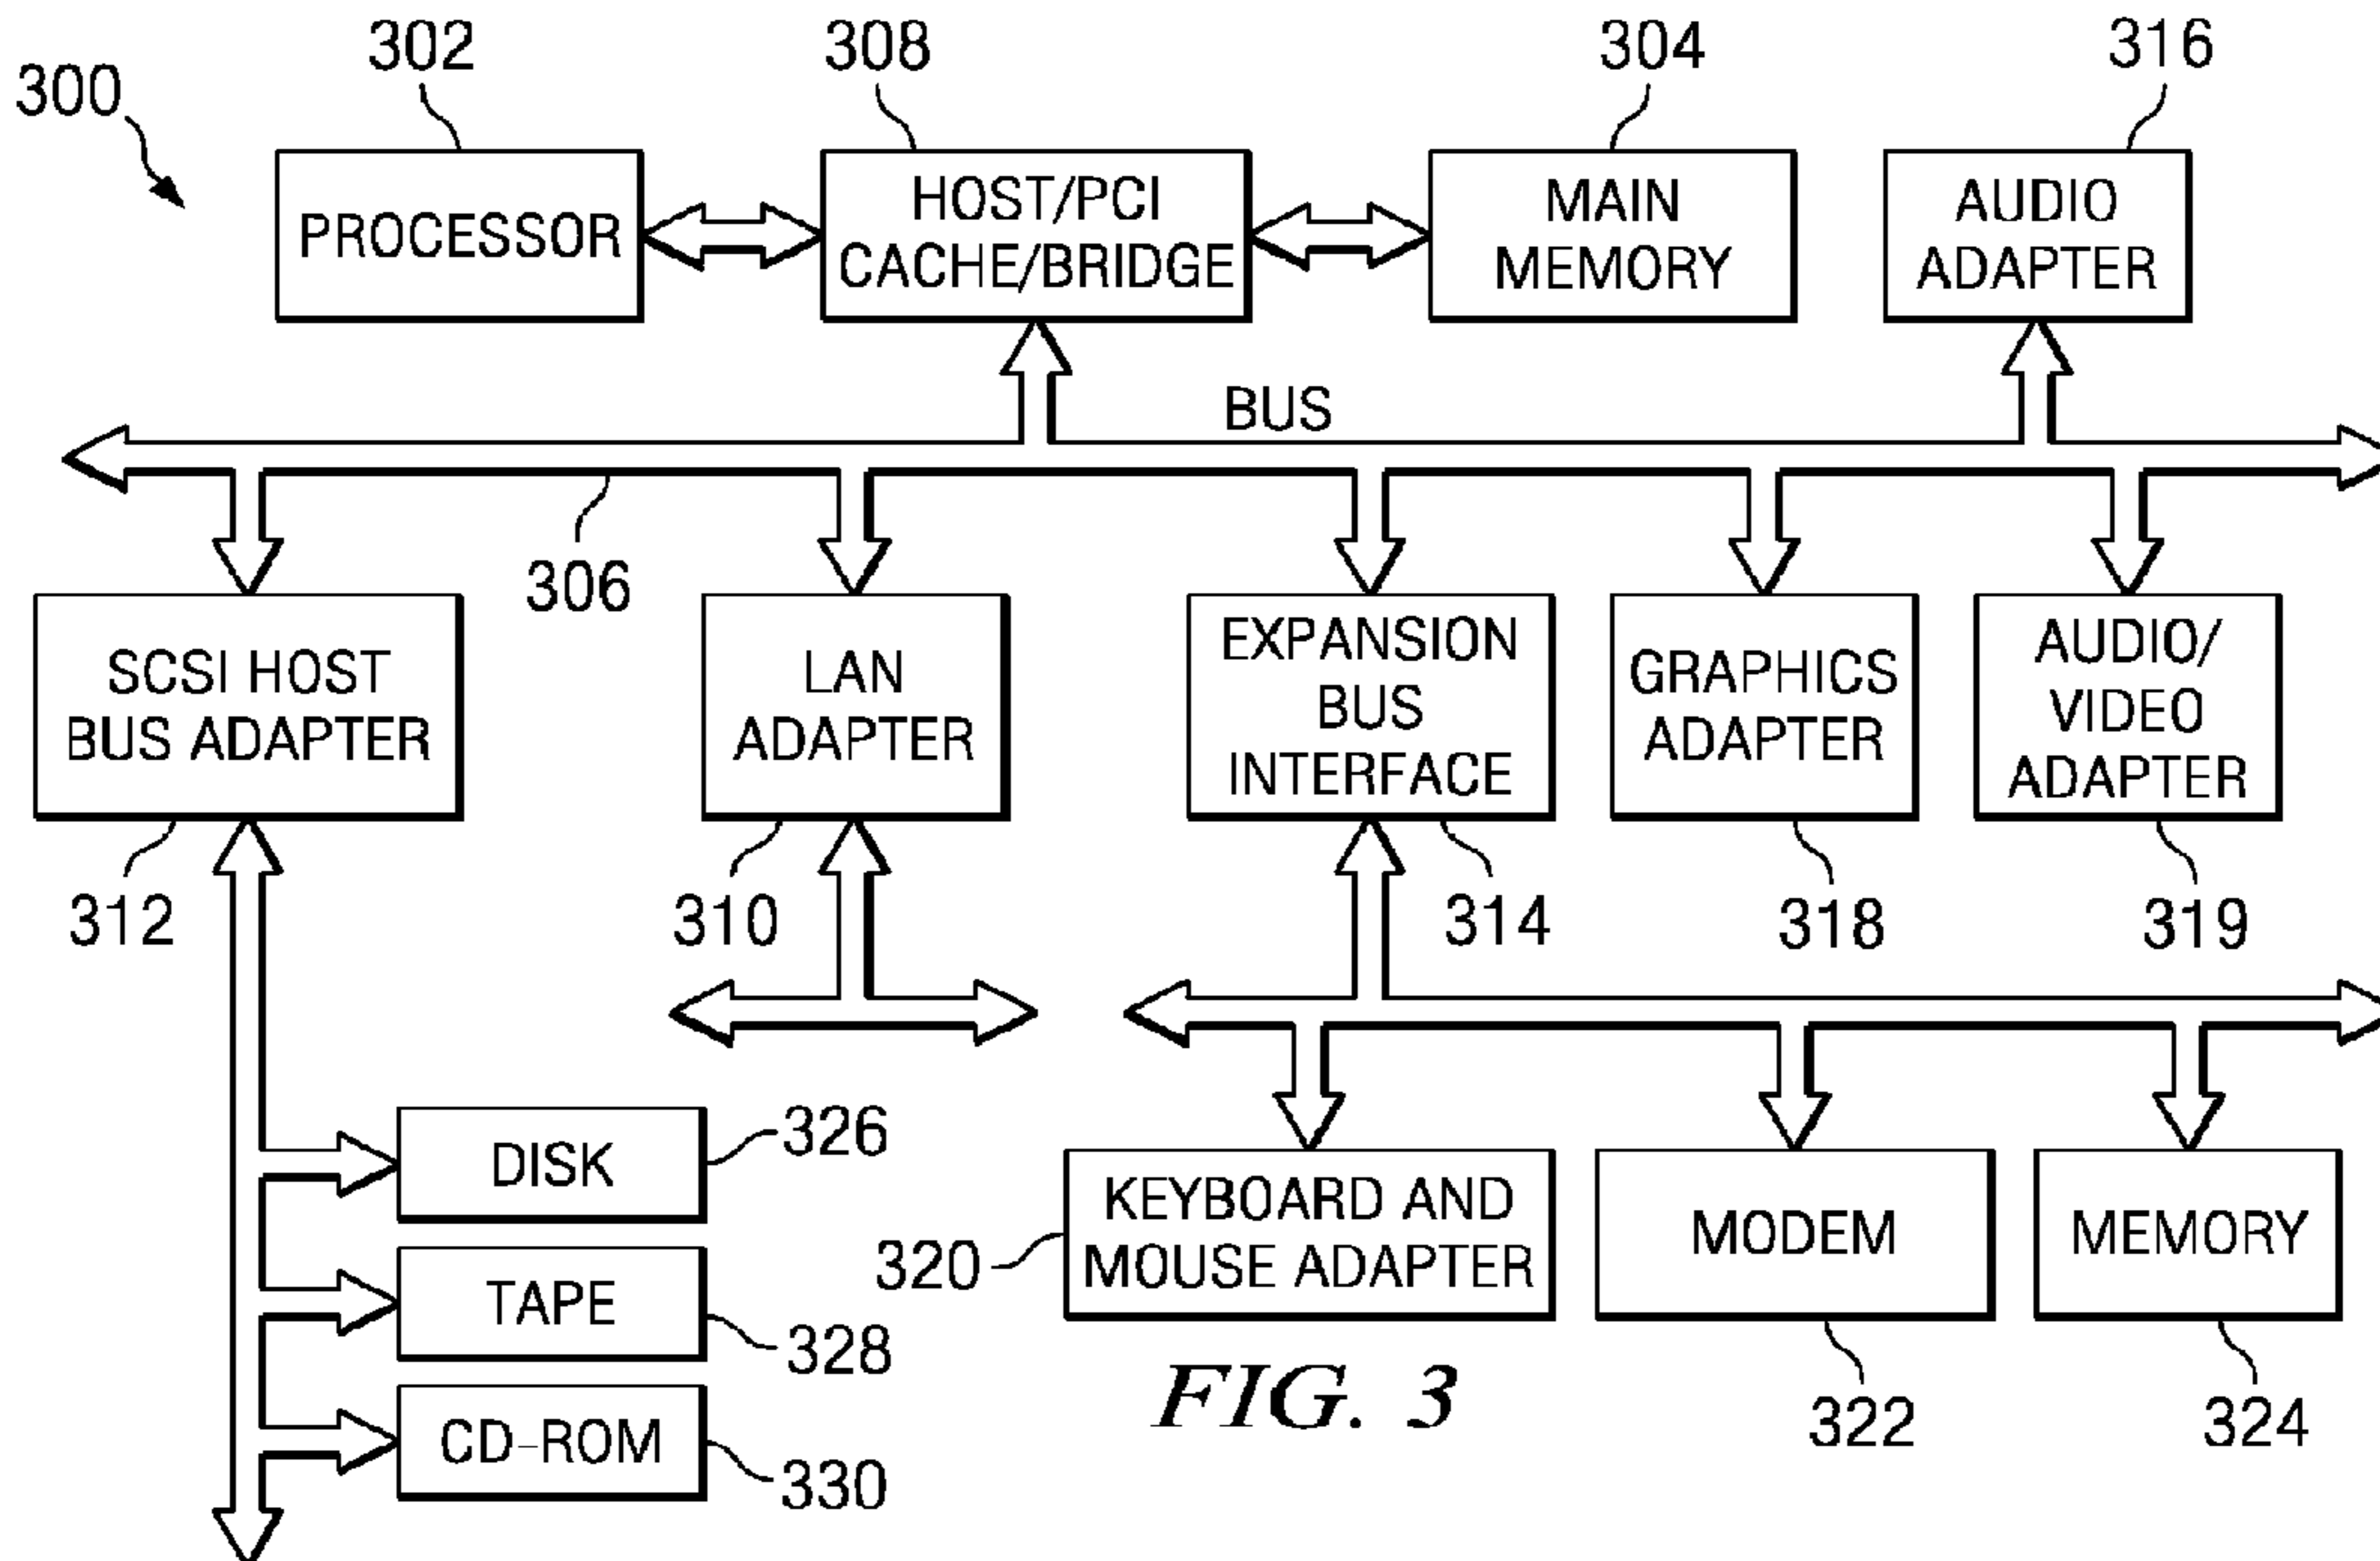 300
302
308
304
316
PROCESSOR
HOST/PCI
CACHE/BRIDGE
MAIN
MEMORY
AUDIO
ADAPTER
BUS
306
SCSI HOST
BUS ADAPTER
LAN
ADAPTER
EXPANSION
BUS
INTERFACE
GRAPHICS
ADAPTER
AUDIO/
VIDEO
ADAPTER
312
310
314
318
319
DISK
326
TAPE
328
CD-ROM
330
320
KEYBOARD AND
MOUSE ADAPTER
MODEM
MEMORY
322
324
FIG. 3